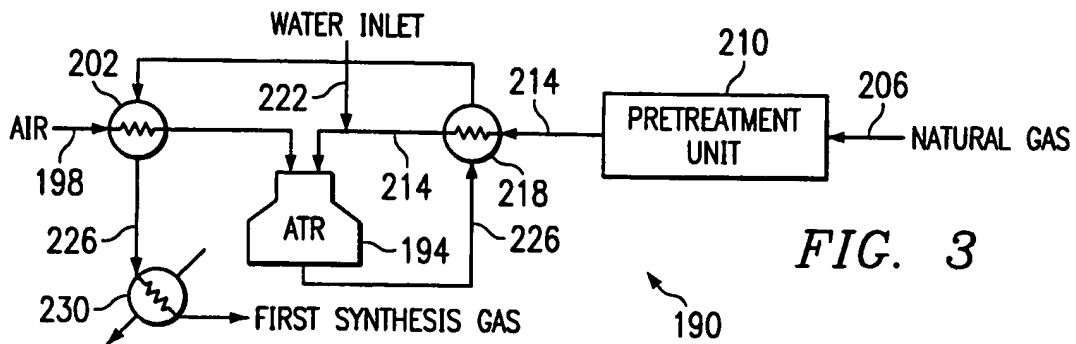 WATER INLET
202
210
206
222
214
AIR
PRETREATMENT
UNIT
NATURAL GAS
198
214
218
226
ATR
194
226
FIG. 3
230
FIRST SYNTHESIS GAS
190